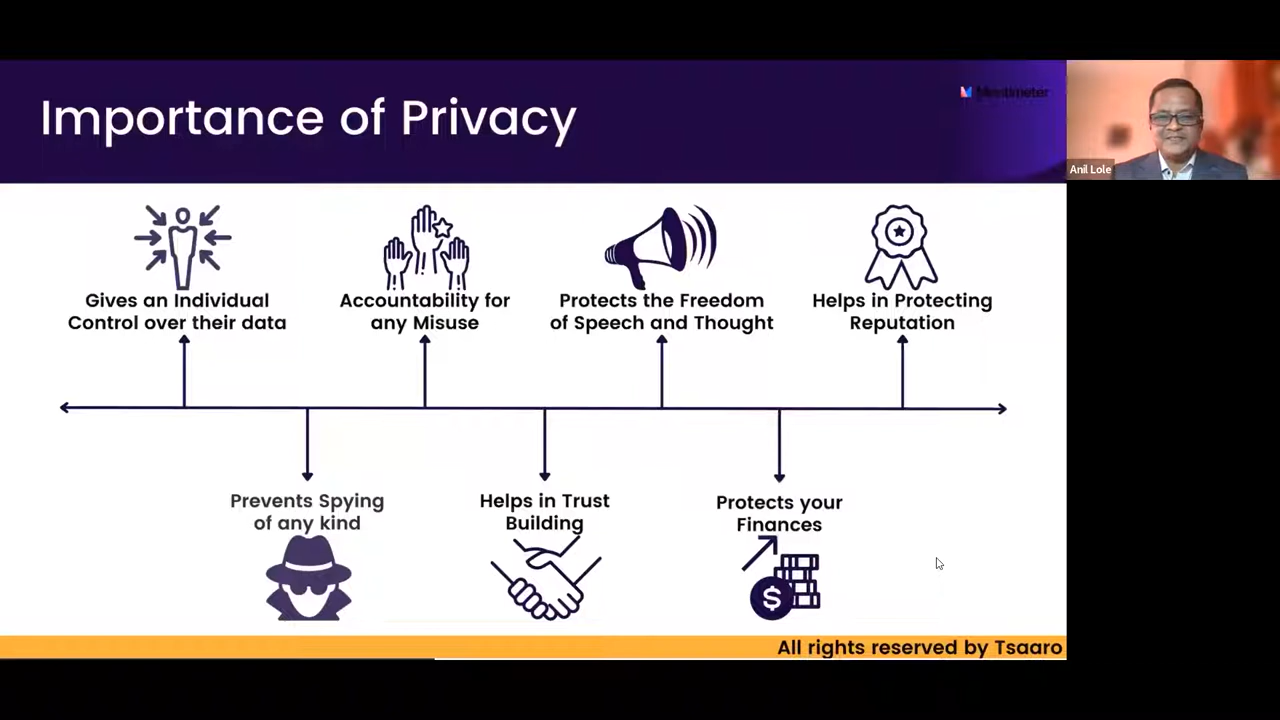 Importance of Privacy
Mentimeter
Anil Lole
Gives an Individual
Control over their data
Accountability for
any Misuse
Protects the Freedom
of Speech and Thought
Helps in Protecting
Reputation
Prevents Spying
of any kind
Helps in Trust
Building
Protects your
Finances
$
All rights reserved by Tsaaro